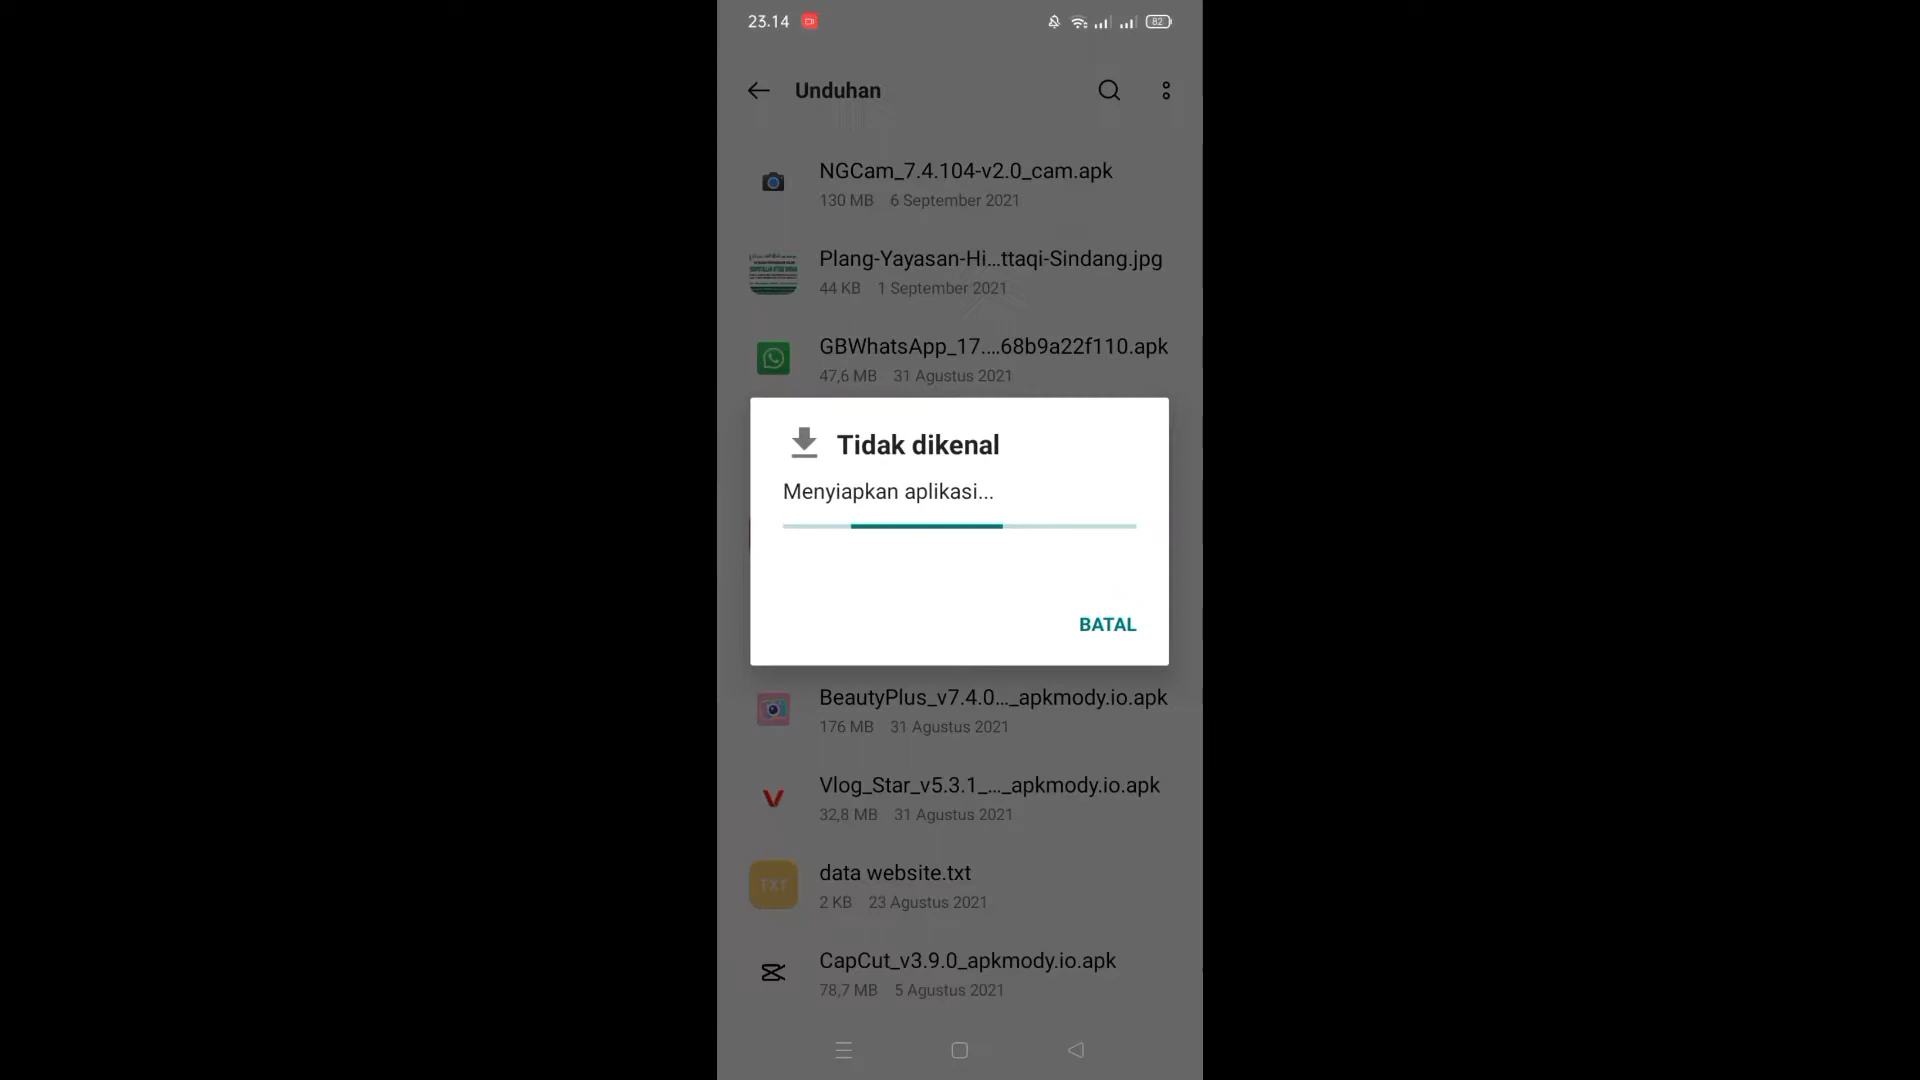 23.14
82
Unduhan
NGCam_7.4.104-v2.0_cam.apk
130 MB 6 September 2021
Plang-Yayasan-Hi...ttaqi-Sindang.jpg
44 KB 1 September 2021
GBWhatsApp_17....68b9a22f110.apk
47,6 MB 31 Agustus 2021
Tidak dikenal
Menyiapkan aplikasi...
BATAL
BeautyPlus_v7.4.0..._apkmody.io.apk
176 MB 31 Agustus 2021
Vlog_Star_v5.3.1_..._apkmody.io.apk
32,8 MB 31 Agustus 2021
TXT
data website.txt
2 KB 23 Agustus 2021
CapCut_v3.9.0_apkmody.io.apk
78,7 MB 5 Agustus 2021